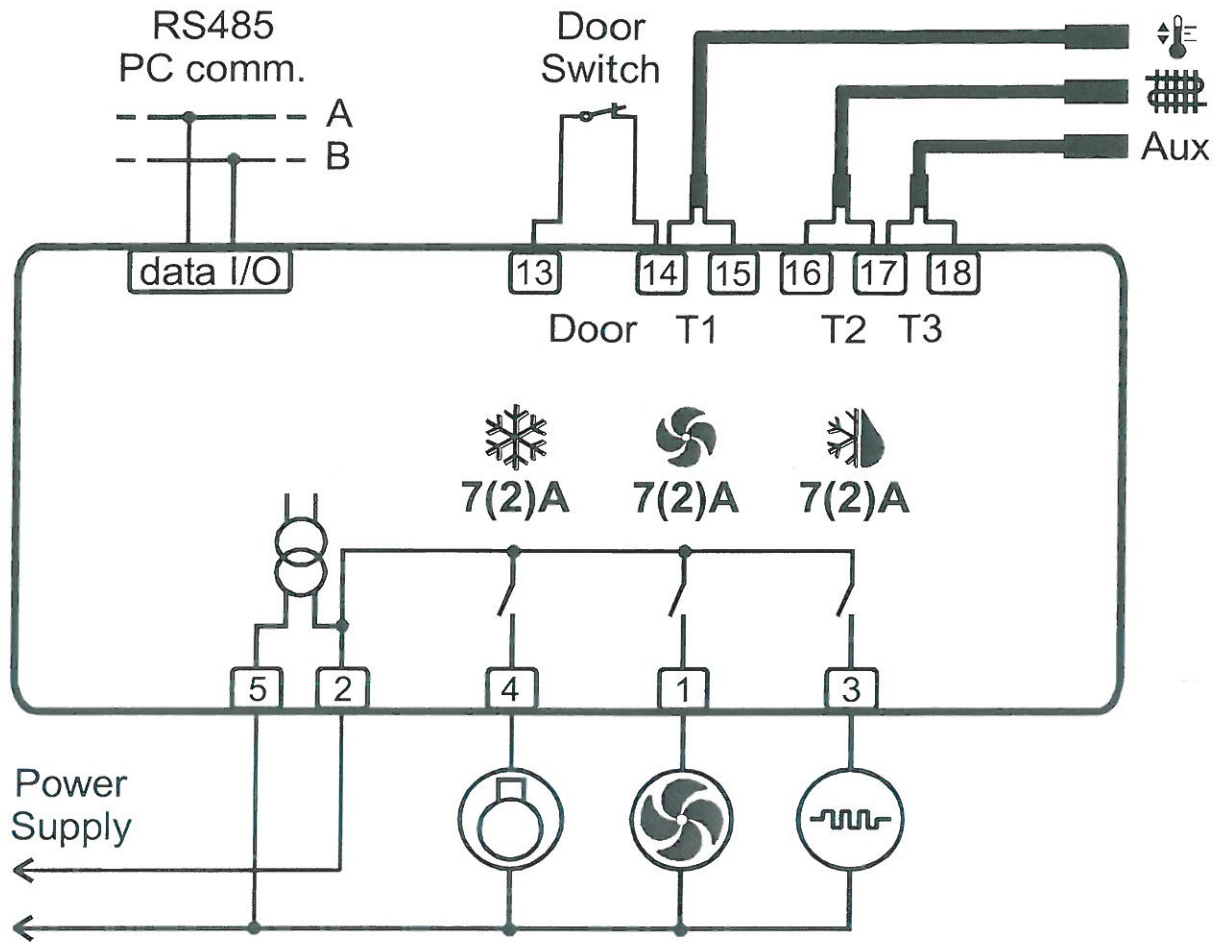 RS485
PC comm.
A
B
Door
Switch
Aux
data I/O
13
14
15
16
17
18
Door
T1
T2
T3
7(2)A
7(2)A
7(2)A
5
2
4
1
3
Power
Supply